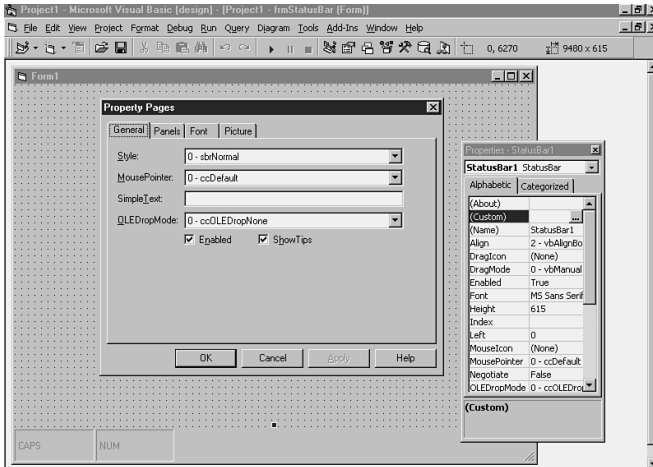 Project1 - Microsoft Visual Basic [design] - [Project1 - frmStatusBar (Form)]
File Edit View Project Format Debug Run Query Diagram Tools Add-Ins Window Help
0, 6270 9480 x 615
Form1
Property Pages
General Panels Font Picture
Style: 0 - sbrNormal
MousePointer: 0 - ccDefault
SimpleText:
OLEDropMode: 0 - ccOLEDropNone
Enabled ShowTips
OK Cancel Apply Help
Properties - StatusBar1
StatusBar1 StatusBar
Alphabetic Categorized
(About)
(Custom) ...
(Name) StatusBar1
Align 2 - vbAlignBo
DragIcon (None)
DragMode 0 - vbManual
Enabled True
Font MS Sans Serif
Height 615
Index
Left 0
MouseIcon (None)
MousePointer 0 - ccDefault
Negotiate False
OLEDropMode 0 - ccOLEDrop
(Custom)
CAPS NUM